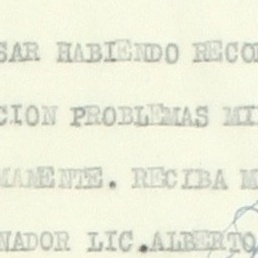 SAR HABIENDO RECO
CION PROBLEMAS MI
MANENTE. RECIBA M
NADOR LIC.ALBERTO